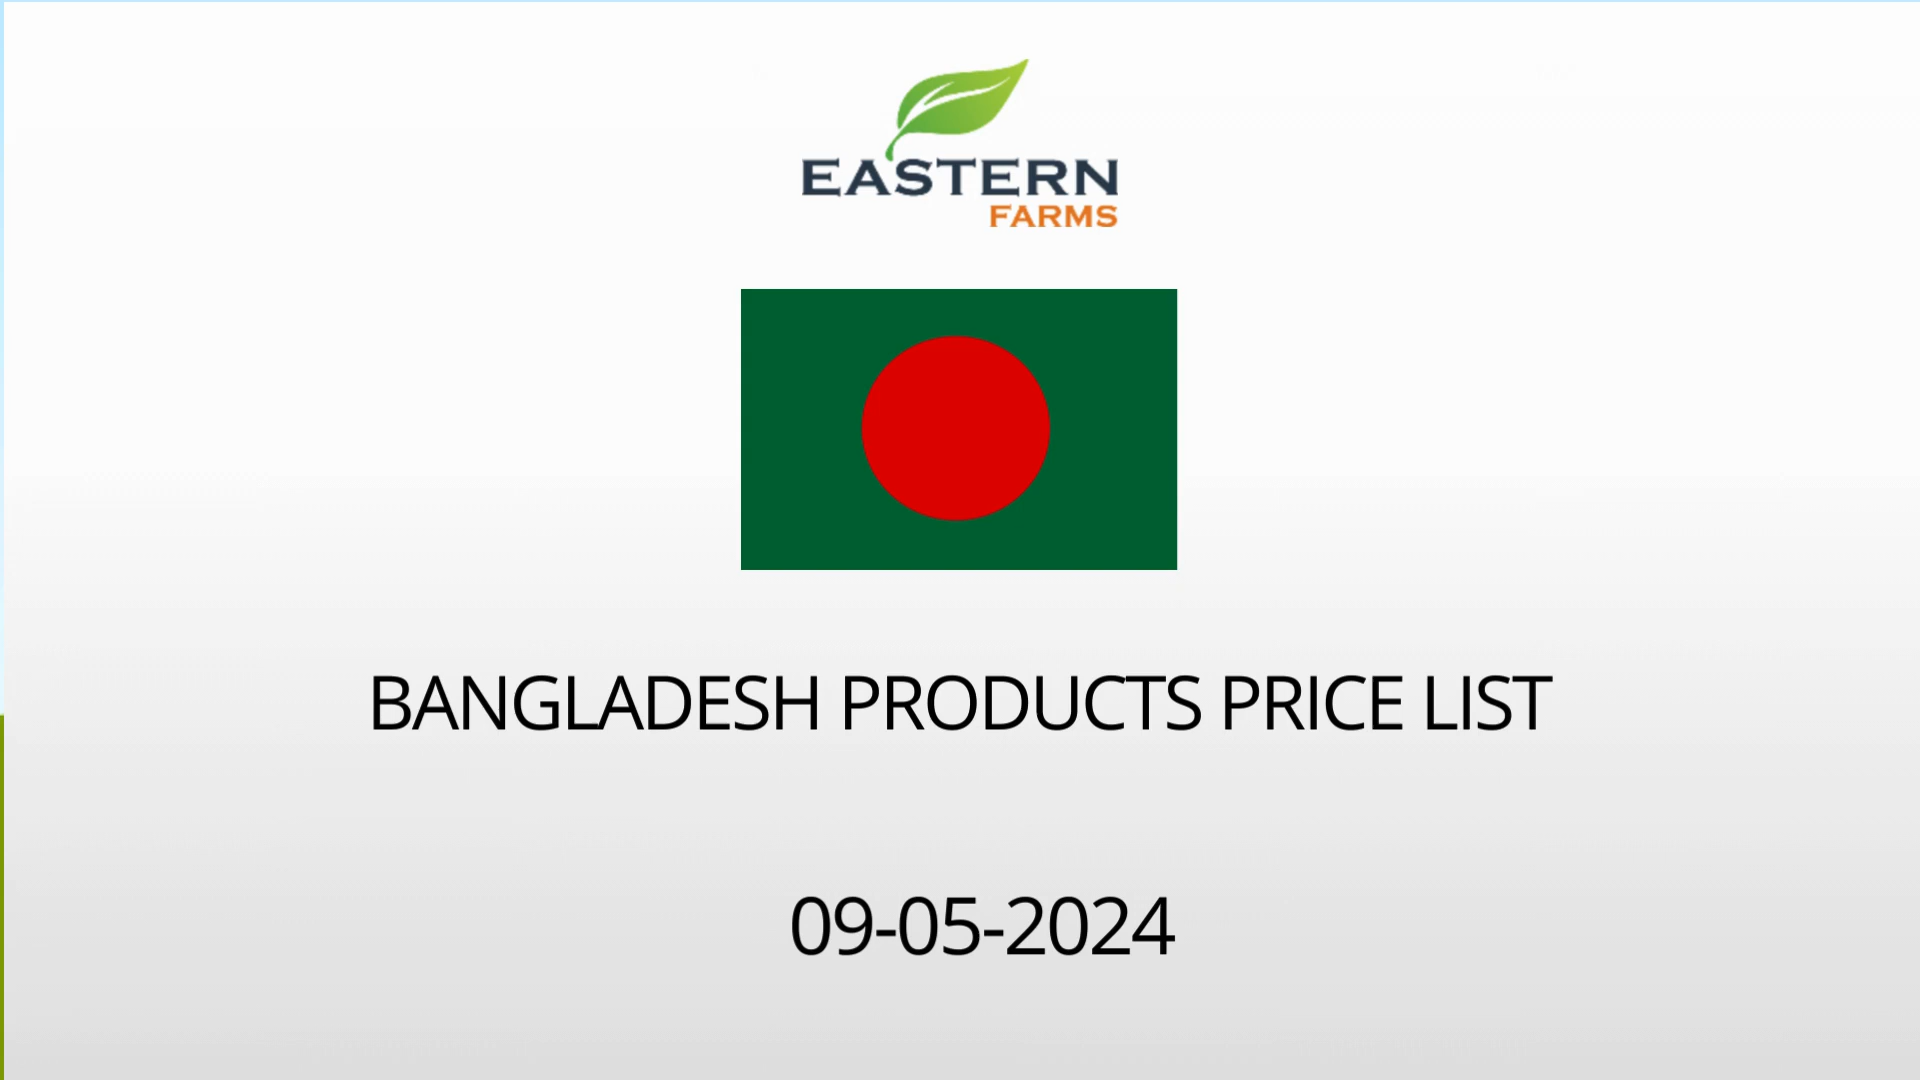 EASTERN
FARMS
BANGLADESH PRODUCTS PRICE LIST
09-05-2024